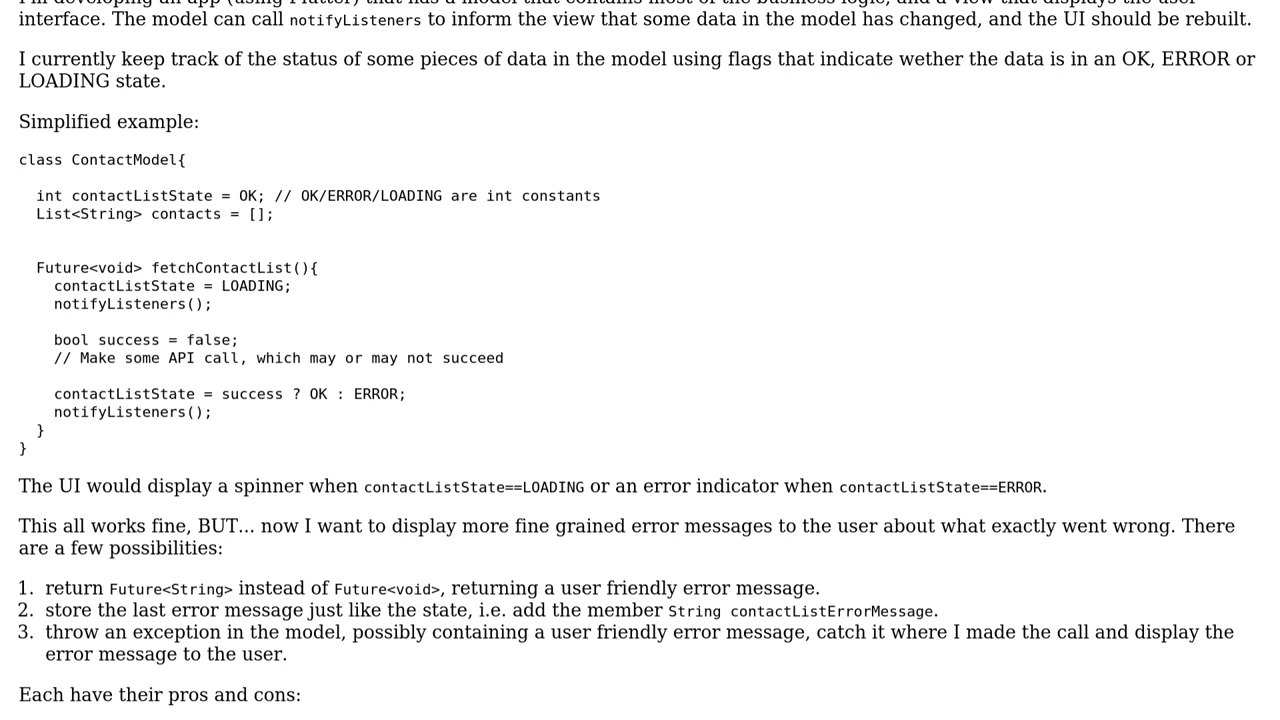 interface. The model can call notifyListeners to inform the view that some data in the model has changed, and the UI should be rebuilt.
I currently keep track of the status of some pieces of data in the model using flags that indicate wether the data is in an OK, ERROR or
LOADING state.
Simplified example:
class ContactModel{
int contactListState = OK; // OK/ERROR/LOADING are int constants
List<String> contacts = [];
Future<void> fetchContactList(){
contactListState = LOADING;
notifyListeners();
bool success = false;
// Make some API call, which may or may not succeed
contactListState = success ? OK : ERROR;
notifyListeners();
}
}
The UI would display a spinner when contactListState==LOADING or an error indicator when contactListState==ERROR.
This all works fine, BUT... now I want to display more fine grained error messages to the user about what exactly went wrong. There
are a few possibilities:
1. return Future<String> instead of Future<void>, returning a user friendly error message.
2. store the last error message just like the state, i.e. add the member String contactListErrorMessage.
3. throw an exception in the model, possibly containing a user friendly error message, catch it where I made the call and display the
error message to the user.
Each have their pros and cons: